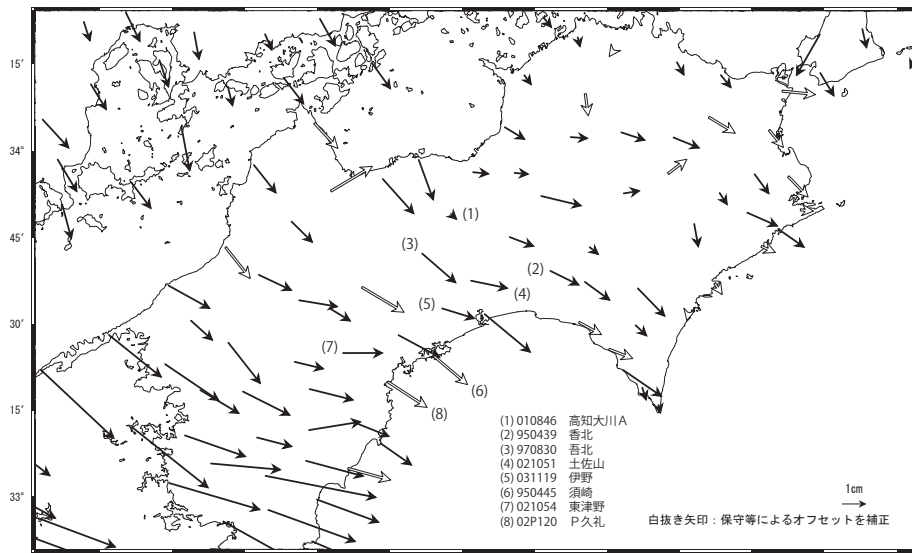 15′
34°
45′
30′
15′
33°
(1)
(2)
(3)
(4)
(5)
(6)
(7)
(8)
(1) 010846 高知大川A
(2) 950439 香北
(3) 970830 吾北
(4) 021051 土佐山
(5) 031119 伊野
(6) 950445 須崎
(7) 021054 東津野
(8) 02P120 P久礼
1cm
白抜き矢印：保守等によるオフセットを補正